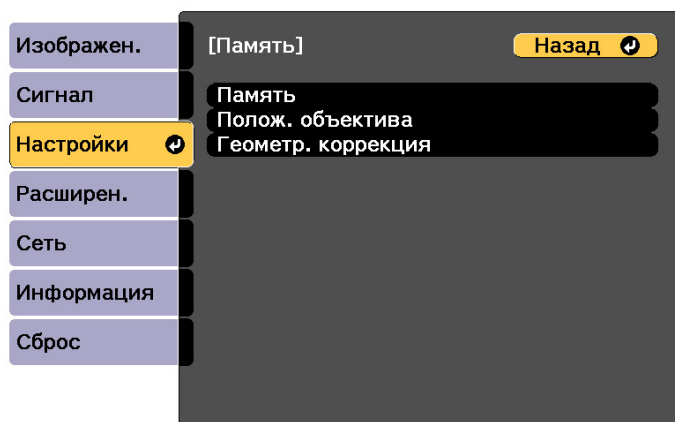 Изображен.
Сигнал
Настройки
Расширен.
Сеть
Информация
Сброс
[Память]
Назад
Память
Полож. объектива
Геометр. коррекция